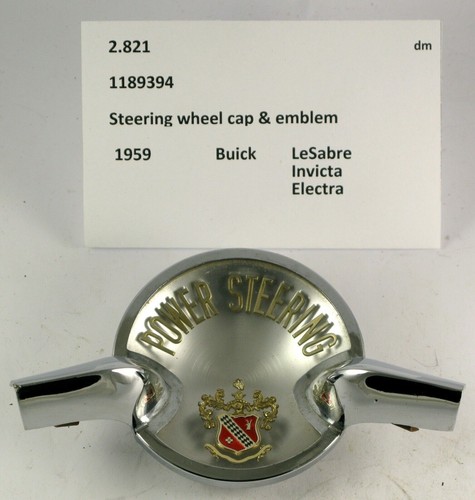 2.821 dm
1189394
Steering wheel cap & emblem
1959 Buick LeSabre
Invicta
Electra
POWER STEERING